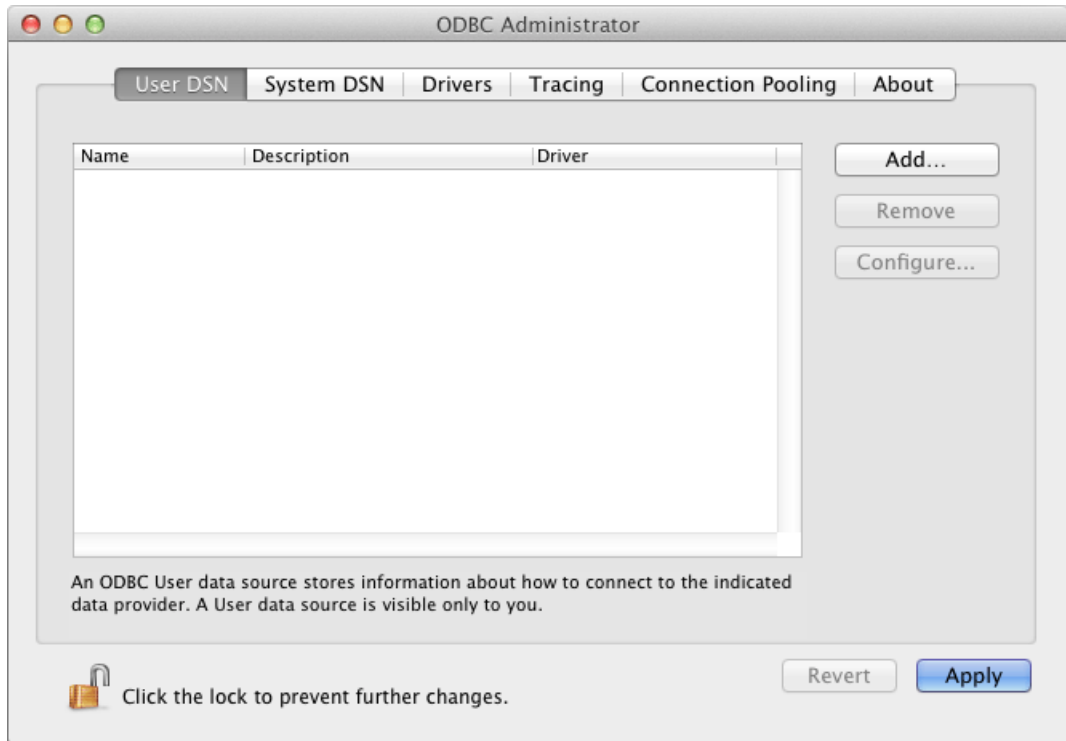 ODBC Administrator
User DSN System DSN Drivers Tracing Connection Pooling About
Name Description Driver
Add...
Remove
Configure...
An ODBC User data source stores information about how to connect to the indicated
data provider. A User data source is visible only to you.
Click the lock to prevent further changes.
Revert Apply